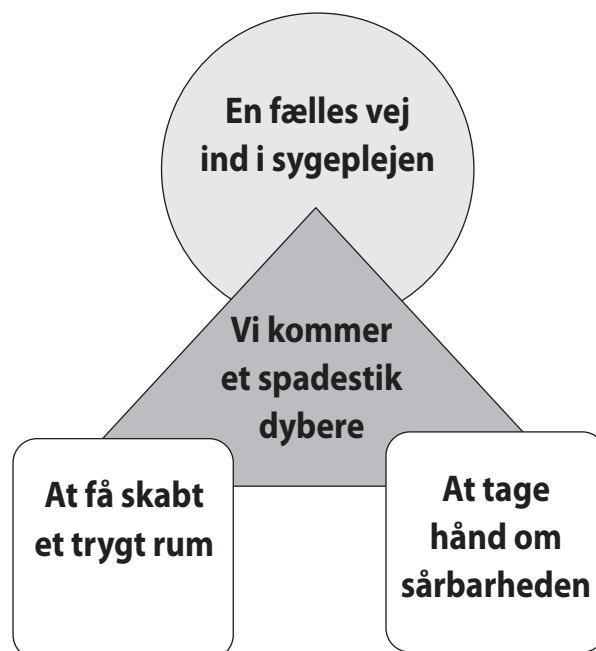 En fælles vej
ind i sygeplejen
Vi kommer
et spadestik
dybere
At få skabt
et trygt rum
At tage
hånd om
sårbarheden